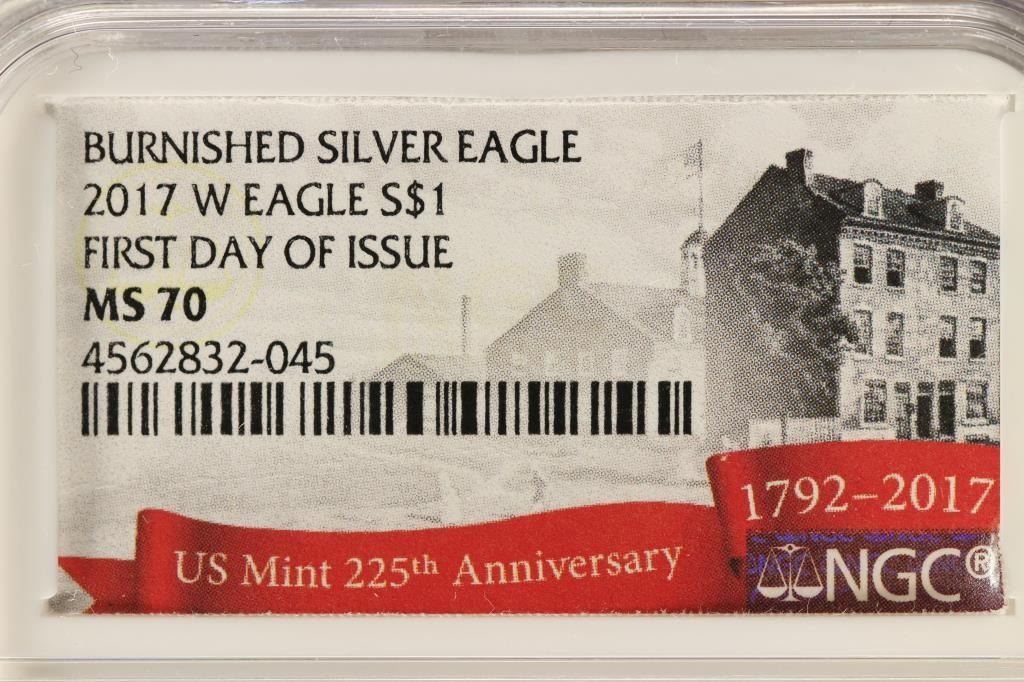 BURNISHED SILVER EAGLE
2017 W EAGLE S$1
FIRST DAY OF ISSUE
MS 70
4562832-045
1792–2017
US Mint 225th Anniversary
NGC®